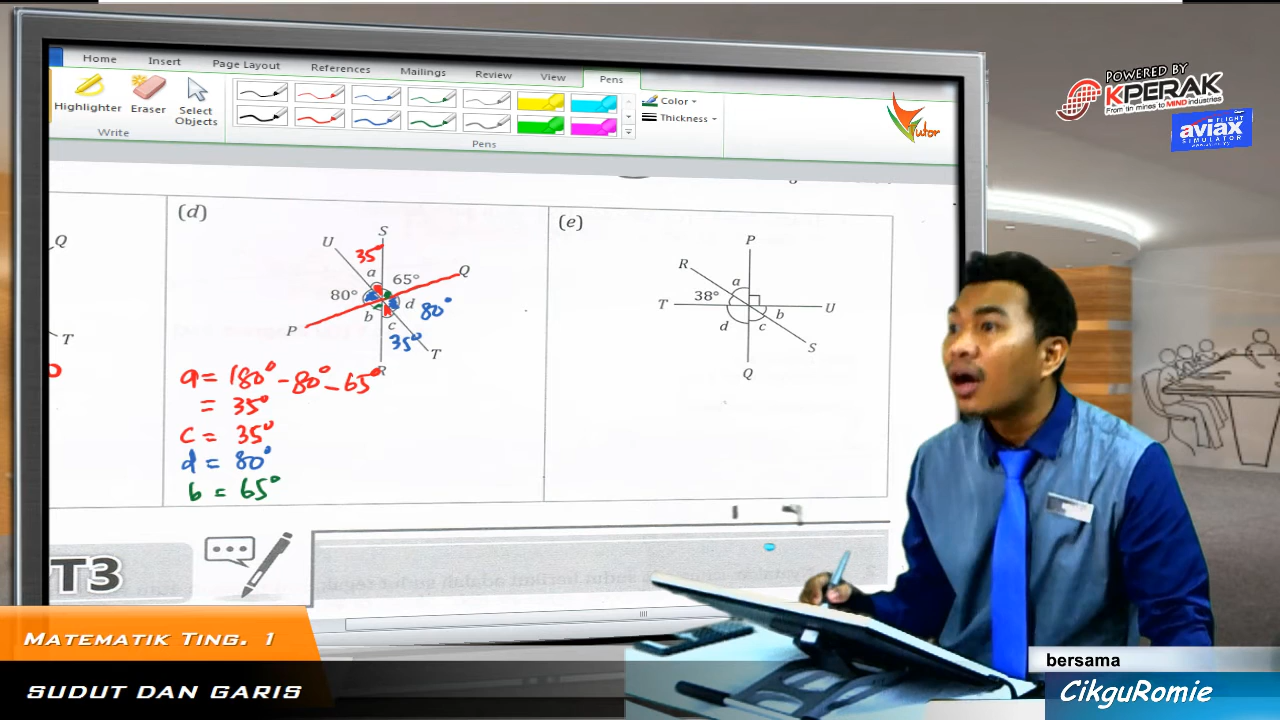 Home Insert Page Layout References Mailings Review View Pens
Highlighter Eraser Select Objects
Color
Thickness
Write
Pens
Tutor
POWERED BY
KPERAK
From tin mines to MIND industries
aviax
FLIGHT
SIMULATOR
(d)
Q
T
S
U
35°
a
65°
Q
80°
d
80°
b
c
P
35°
T
R
a = 180° - 80° - 65°
= 35°
c = 35°
d = 80°
b = 65°
(e)
P
R
a
T
38°
U
b
d
c
S
Q
T3
MATEMATIK TING. 1
SUDUT DAN GARIS
bersama
CikguRomie